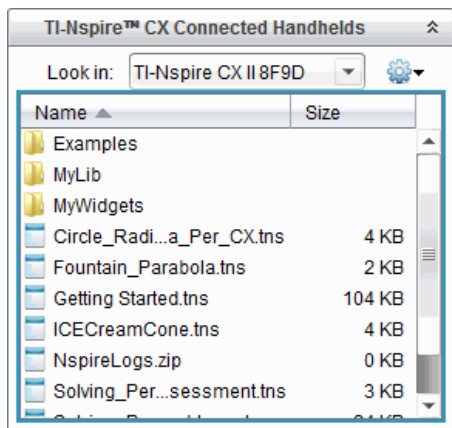 TI-Nspire™ CX Connected Handhelds
Look in: TI-Nspire CX II 8F9D
Name Size
Examples
MyLib
MyWidgets
Circle_Radi...a_Per_CX.tns 4 KB
Fountain_Parabola.tns 2 KB
Getting Started.tns 104 KB
ICECreamCone.tns 4 KB
NspireLogs.zip 0 KB
Solving_Per...sessment.tns 3 KB